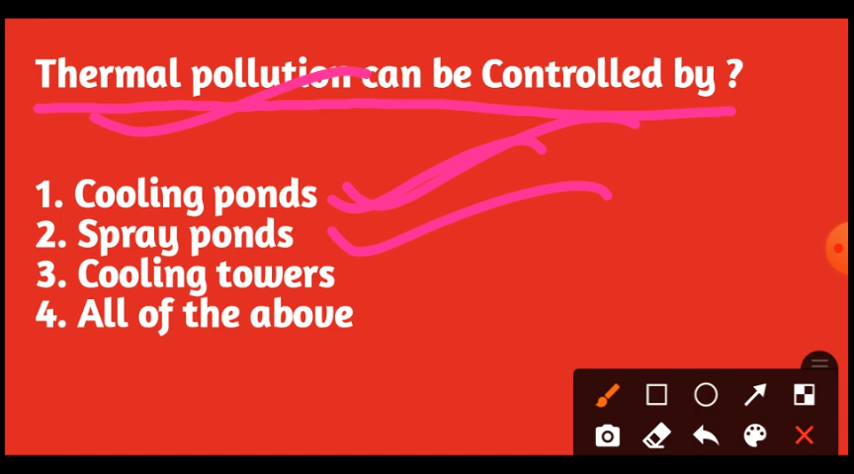 Thermal pollution can be Controlled by ?
1. Cooling ponds
2. Spray ponds
3. Cooling towers
4. All of the above